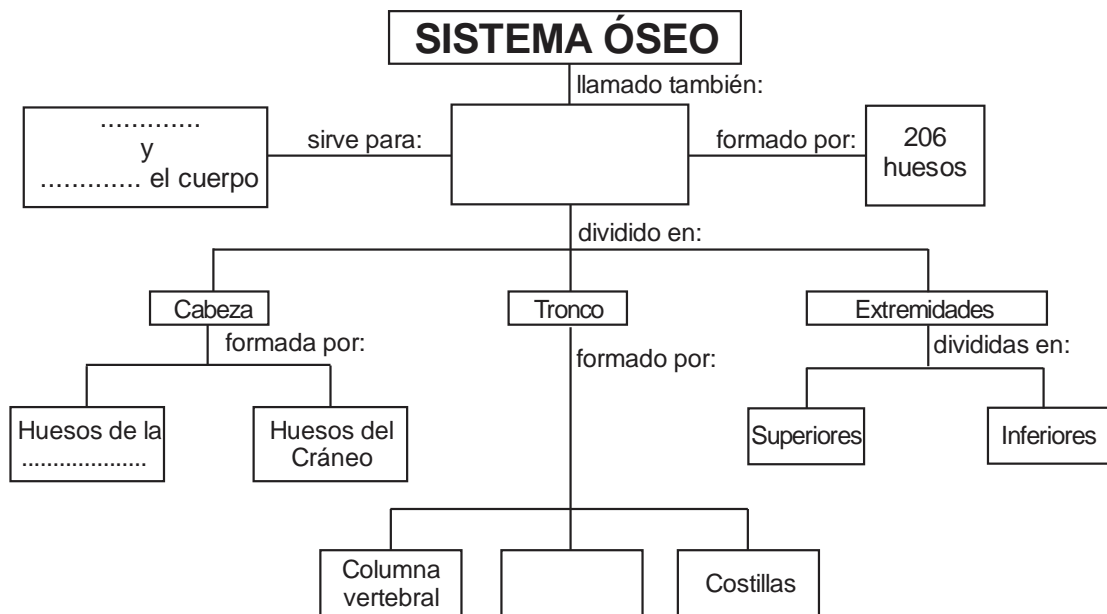 SISTEMA ÓSEO
llamado también:
.............
y
............. el cuerpo
sirve para:
formado por:
206
huesos
dividido en:
Cabeza
Tronco
Extremidades
formada por:
formado por:
divididas en:
Huesos de la
....................
Huesos del
Cráneo
Superiores
Inferiores
Columna
vertebral
Costillas